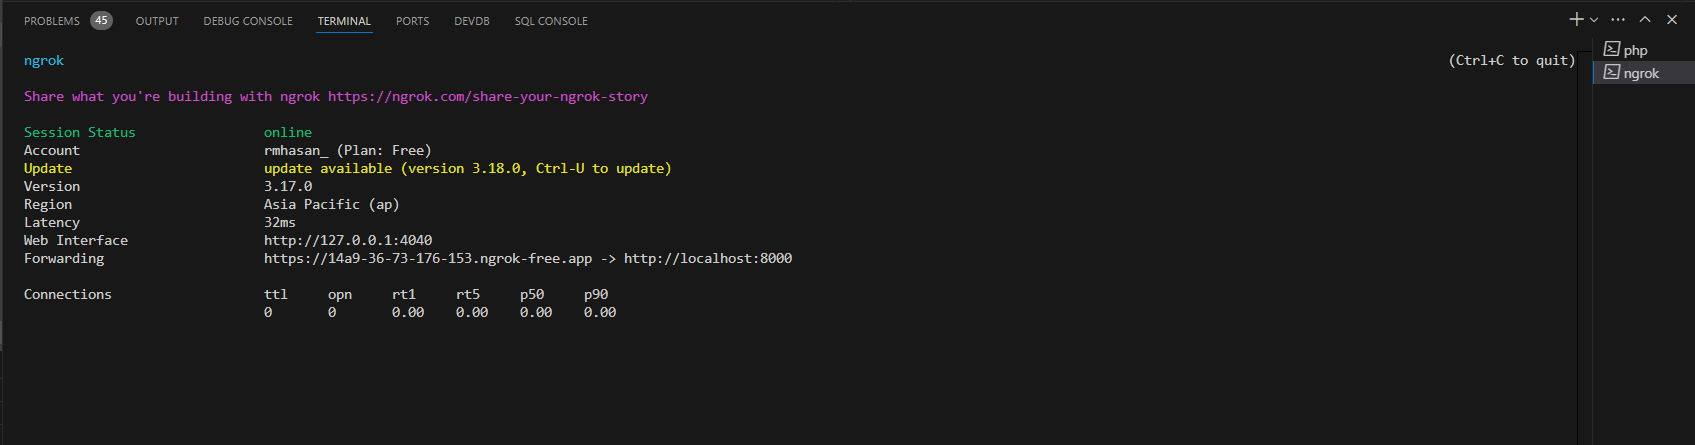 PROBLEMS 45 OUTPUT DEBUG CONSOLE TERMINAL PORTS DEVDB SQL CONSOLE
ngrok (Ctrl+C to quit)
Share what you're building with ngrok https://ngrok.com/share-your-ngrok-story
Session Status online
Account rmhasan_ (Plan: Free)
Update update available (version 3.18.0, Ctrl-U to update)
Version 3.17.0
Region Asia Pacific (ap)
Latency 32ms
Web Interface http://127.0.0.1:4040
Forwarding https://14a9-36-73-176-153.ngrok-free.app -> http://localhost:8000
Connections ttl opn rt1 rt5 p50 p90
0 0 0.00 0.00 0.00 0.00
php
ngrok